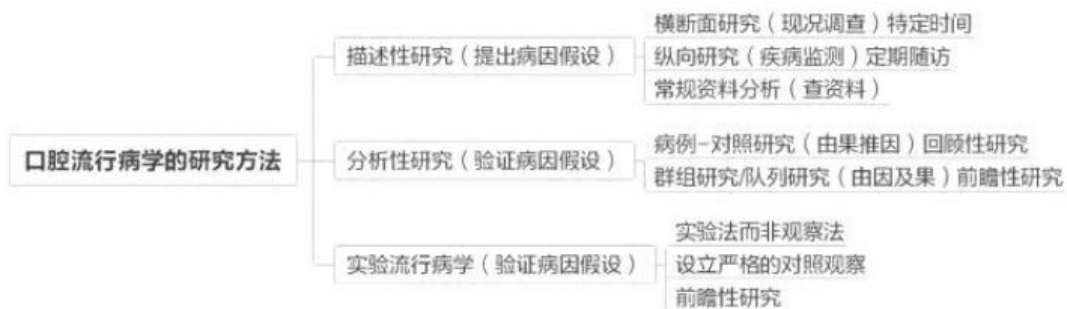 口腔流行病学的研究方法
描述性研究（提出病因假设）
横断面研究（现况调查）特定时间
纵向研究（疾病监测）定期随访
常规资料分析（查资料）
分析性研究（验证病因假设）
病例-对照研究（由果推因）回顾性研究
群组研究/队列研究（由因及果）前瞻性研究
实验流行病学（验证病因假设）
实验法而非观察法
设立严格的对照观察
前瞻性研究